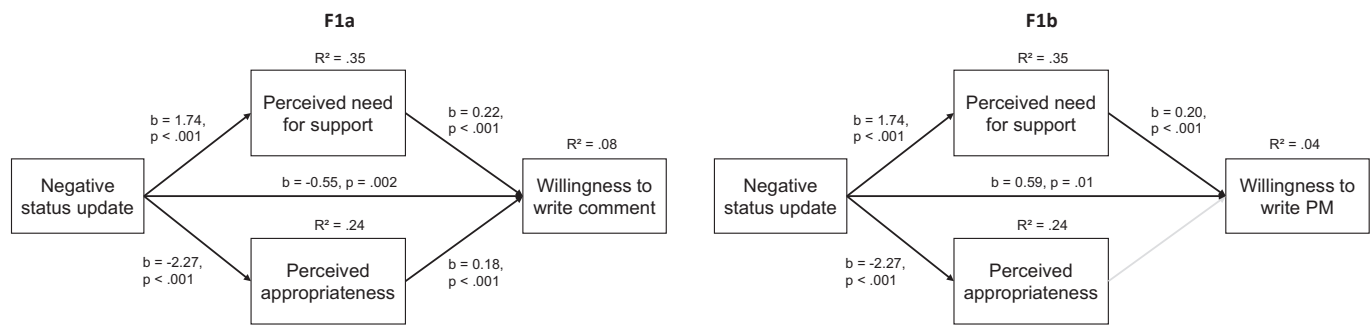 F1a
R² = .35
Perceived need
for support
b = 1.74,
p < .001
b = 0.22,
p < .001
R² = .08
Negative
status update
b = -0.55, p = .002
Willingness to
write comment
R² = .24
b = -2.27,
p < .001
Perceived
appropriateness
b = 0.18,
p < .001
F1b
R² = .35
Perceived need
for support
b = 1.74,
p < .001
b = 0.20,
p < .001
R² = .04
Negative
status update
b = 0.59, p = .01
Willingness to
write PM
R² = .24
b = -2.27,
p < .001
Perceived
appropriateness